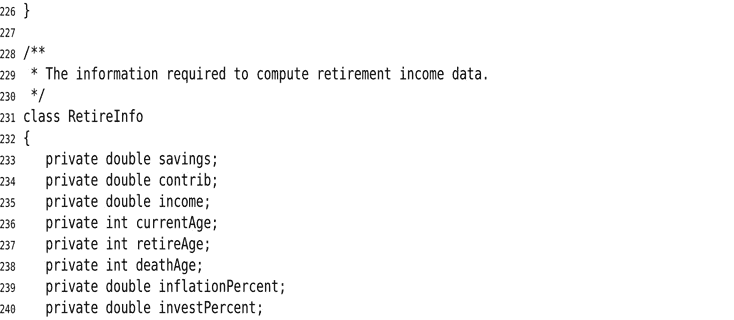 226 }
227
228 /**
229  * The information required to compute retirement income data.
230  */
231 class RetireInfo
232 {
233    private double savings;
234    private double contrib;
235    private double income;
236    private int currentAge;
237    private int retireAge;
238    private int deathAge;
239    private double inflationPercent;
240    private double investPercent;